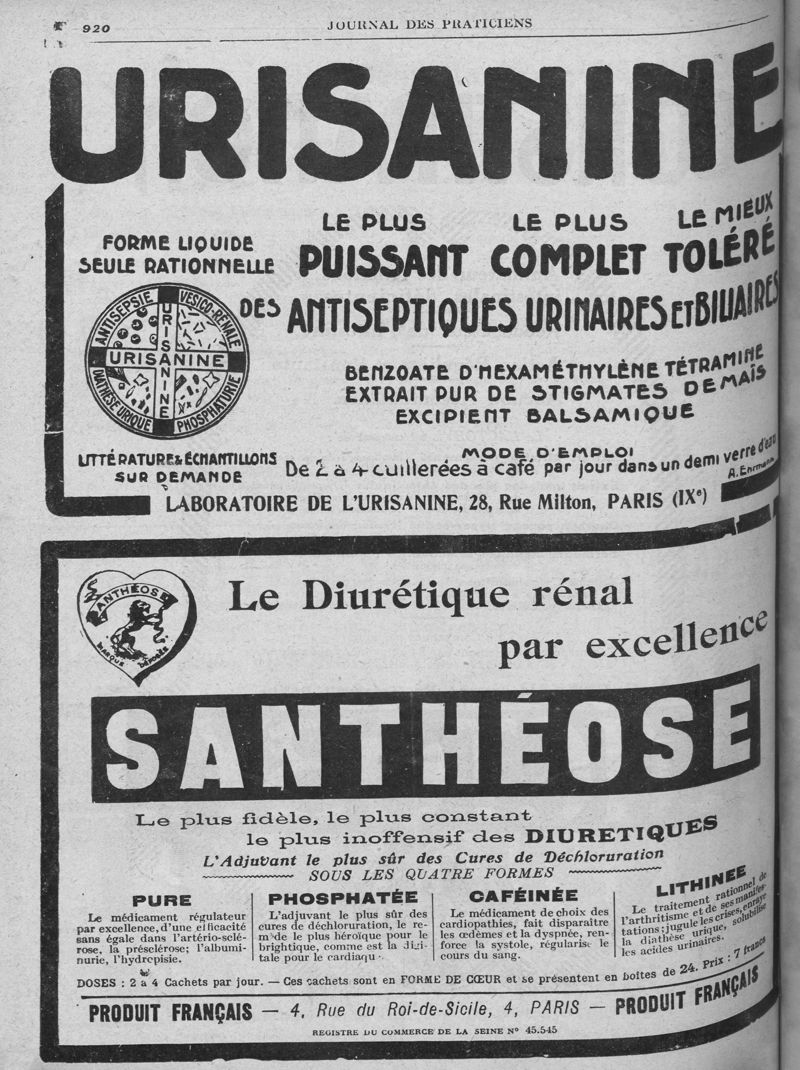 920
JOURNAL DES PRATICIENS
URISANINE
FORME LIQUIDE
SEULE RATIONNELLE
LE PLUS LE PLUS LE MIEUX
PUISSANT COMPLET TOLÉRÉ
DES ANTISEPTIQUES URINAIRES ET BILIAIRES
ANTISEPSIE VESICO-RÉNALE
URISANINE
URISANINE
DIATHÈSE URIQUE PHOSPHATURIE
BENZOATE D'HEXAMÉTHYLÈNE TÉTRAMINE
EXTRAIT PUR DE STIGMATES DE MAÏS
EXCIPIENT BALSAMIQUE
LITTÉRATURE & ÉCHANTILLONS
SUR DEMANDE
MODE D'EMPLOI
De 2 à 4 cuillerées à café par jour dans un demi verre d'eau
A. Ehrmann
LABORATOIRE DE L'URISANINE, 28, Rue Milton, PARIS (IXe)
SANTHÉOSE
MARQUE DÉPOSÉE
Le Diurétique rénal
par excellence
SANTHÉOSE
Le plus fidèle, le plus constant
le plus inoffensif des DIURETIQUES
L'Adjuvant le plus sûr des Cures de Déchloruration
SOUS LES QUATRE FORMES
PURE
Le médicament régulateur
par excellence, d'une efficacité
sans égale dans l'artério-sclé-
rose, la présclérose; l'albumi-
nurie, l'hydrepisie.
PHOSPHATÉE
L'adjuvant le plus sûr des
cures de déchloruration, le re-
mède le plus héroïque pour le
brightique, comme est la digi-
tale pour le cardiaqu
CAFÉINÉE
Le médicament de choix des
cardiopathies, fait disparaître
les œdèmes et la dyspnée, ren-
force la systole, régularise le
cours du sang.
LITHINEE
Le traitement rationnel de
l'arthritisme et de ses manifes-
tations; jugule les crises, enraye
la diathèse urique, solubilise
les acides urinaires.
DOSES : 2 à 4 Cachets par jour. — Ces cachets sont en FORME DE CŒUR et se présentent en boîtes de 24. Prix : 7 francs
PRODUIT FRANÇAIS — 4, Rue du Roi-de-Sicile, 4, PARIS — PRODUIT FRANÇAIS
REGISTRE DU COMMERCE DE LA SEINE N° 45.545